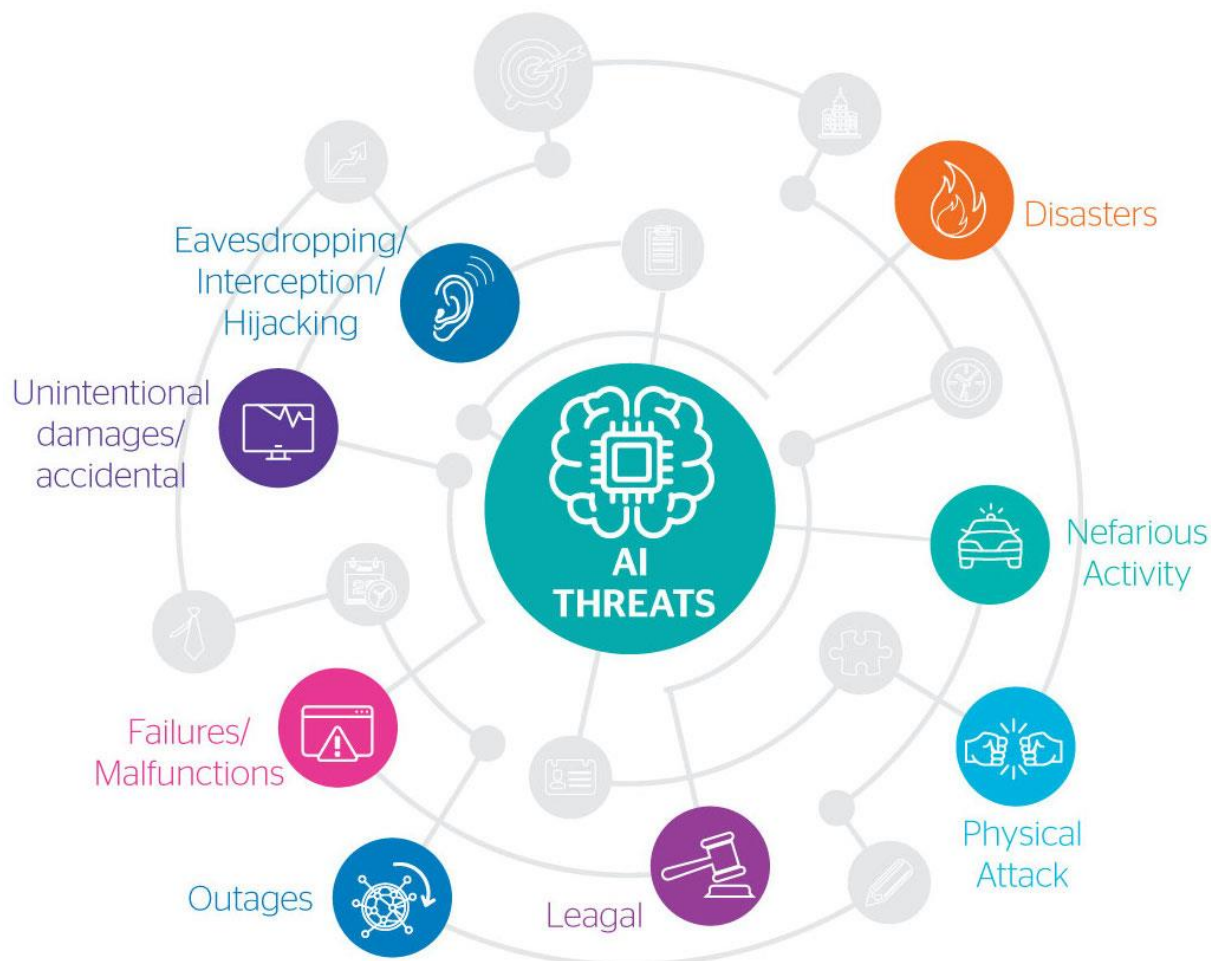 Disasters
Eavesdropping/
Interception/
Hijacking
Unintentional
damages/
accidental
AI
THREATS
Nefarious
Activity
Failures/
Malfunctions
Physical
Attack
Outages
Leagal